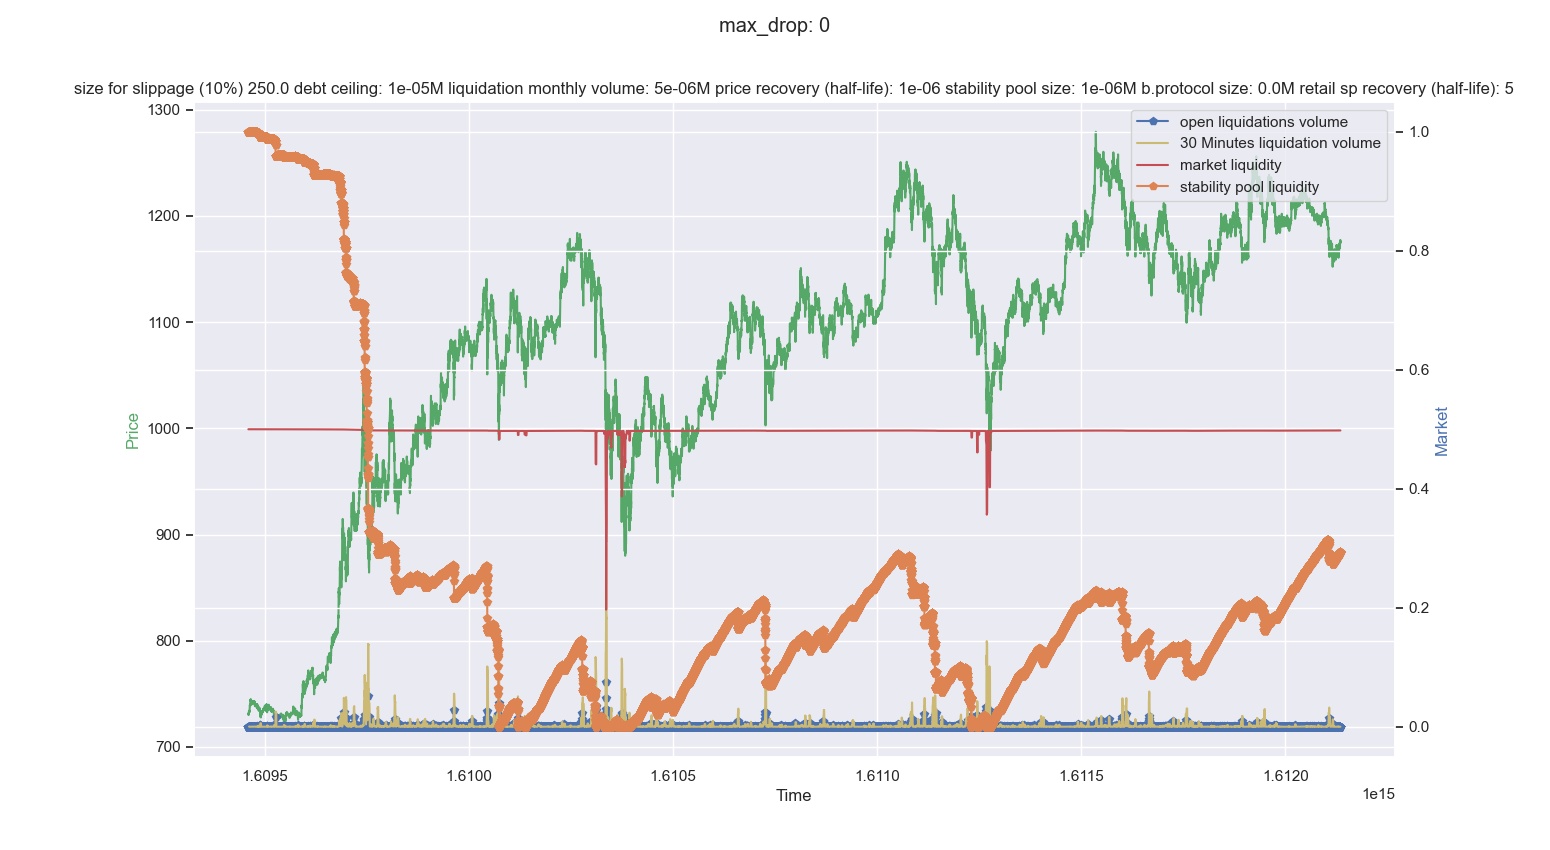 max_drop: 0
size for slippage (10%) 250.0 debt ceiling: 1e-05M liquidation monthly volume: 5e-06M price recovery (half-life): 1e-06 stability pool size: 1e-06M b.protocol size: 0.0M retail sp recovery (half-life): 5
open liquidations volume
30 Minutes liquidation volume
market liquidity
stability pool liquidity
1300
1200
1100
1000
900
800
700
Price
1.0
0.8
0.6
0.4
0.2
0.0
Market
1.6095 1.6100 1.6105 1.6110 1.6115 1.6120
Time
1e15